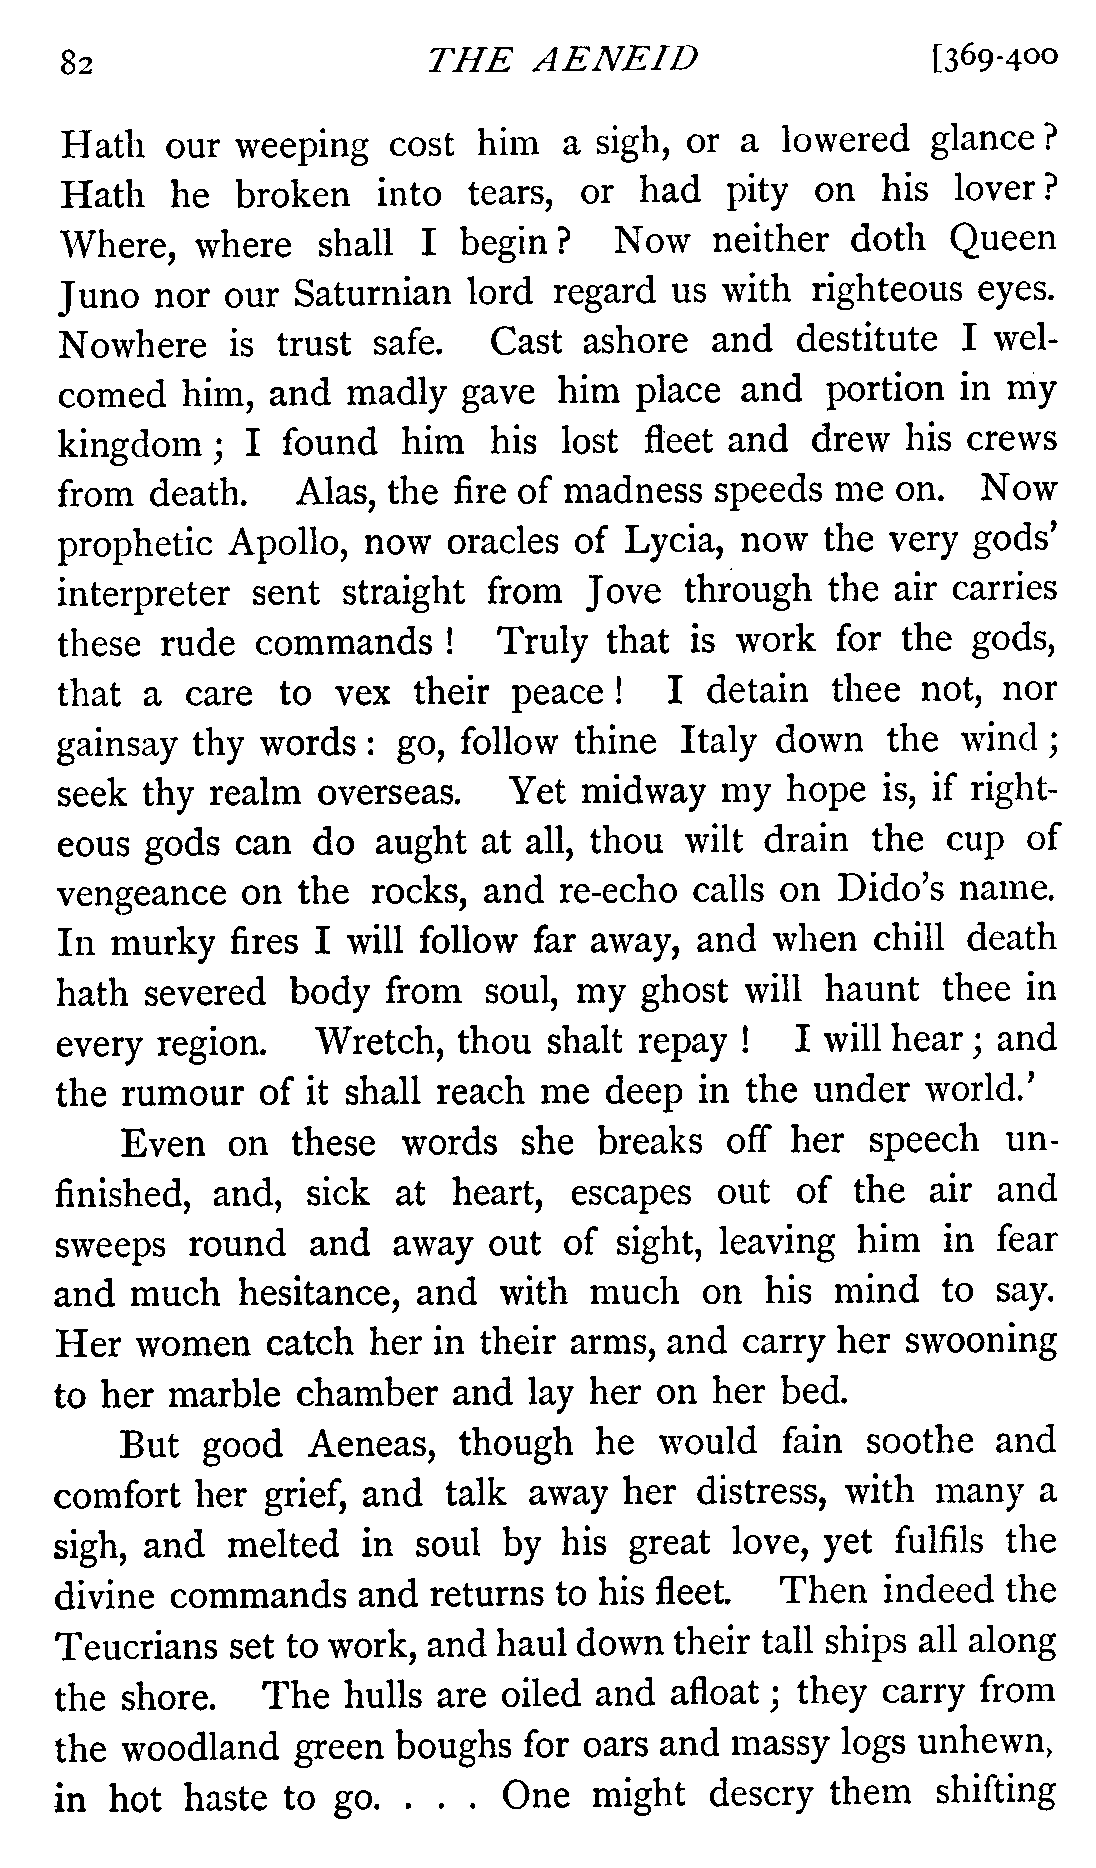 82 THE AENEID [369-400
Hath our weeping cost him a sigh, or a lowered glance?
Hath he broken into tears, or had pity on his lover?
Where, where shall I begin? Now neither doth Queen
Juno nor our Saturnian lord regard us with righteous eyes.
Nowhere is trust safe. Cast ashore and destitute I wel-
comed him, and madly gave him place and portion in my
kingdom; I found him his lost fleet and drew his crews
from death. Alas, the fire of madness speeds me on. Now
prophetic Apollo, now oracles of Lycia, now the very gods'
interpreter sent straight from Jove through the air carries
these rude commands! Truly that is work for the gods,
that a care to vex their peace! I detain thee not, nor
gainsay thy words: go, follow thine Italy down the wind;
seek thy realm overseas. Yet midway my hope is, if right-
eous gods can do aught at all, thou wilt drain the cup of
vengeance on the rocks, and re-echo calls on Dido's name.
In murky fires I will follow far away, and when chill death
hath severed body from soul, my ghost will haunt thee in
every region. Wretch, thou shalt repay! I will hear; and
the rumour of it shall reach me deep in the under world.'
Even on these words she breaks off her speech un-
finished, and, sick at heart, escapes out of the air and
sweeps round and away out of sight, leaving him in fear
and much hesitance, and with much on his mind to say.
Her women catch her in their arms, and carry her swooning
to her marble chamber and lay her on her bed.
But good Aeneas, though he would fain soothe and
comfort her grief, and talk away her distress, with many a
sigh, and melted in soul by his great love, yet fulfils the
divine commands and returns to his fleet. Then indeed the
Teucrians set to work, and haul down their tall ships all along
the shore. The hulls are oiled and afloat; they carry from
the woodland green boughs for oars and massy logs unhewn,
in hot haste to go. . . . One might descry them shifting